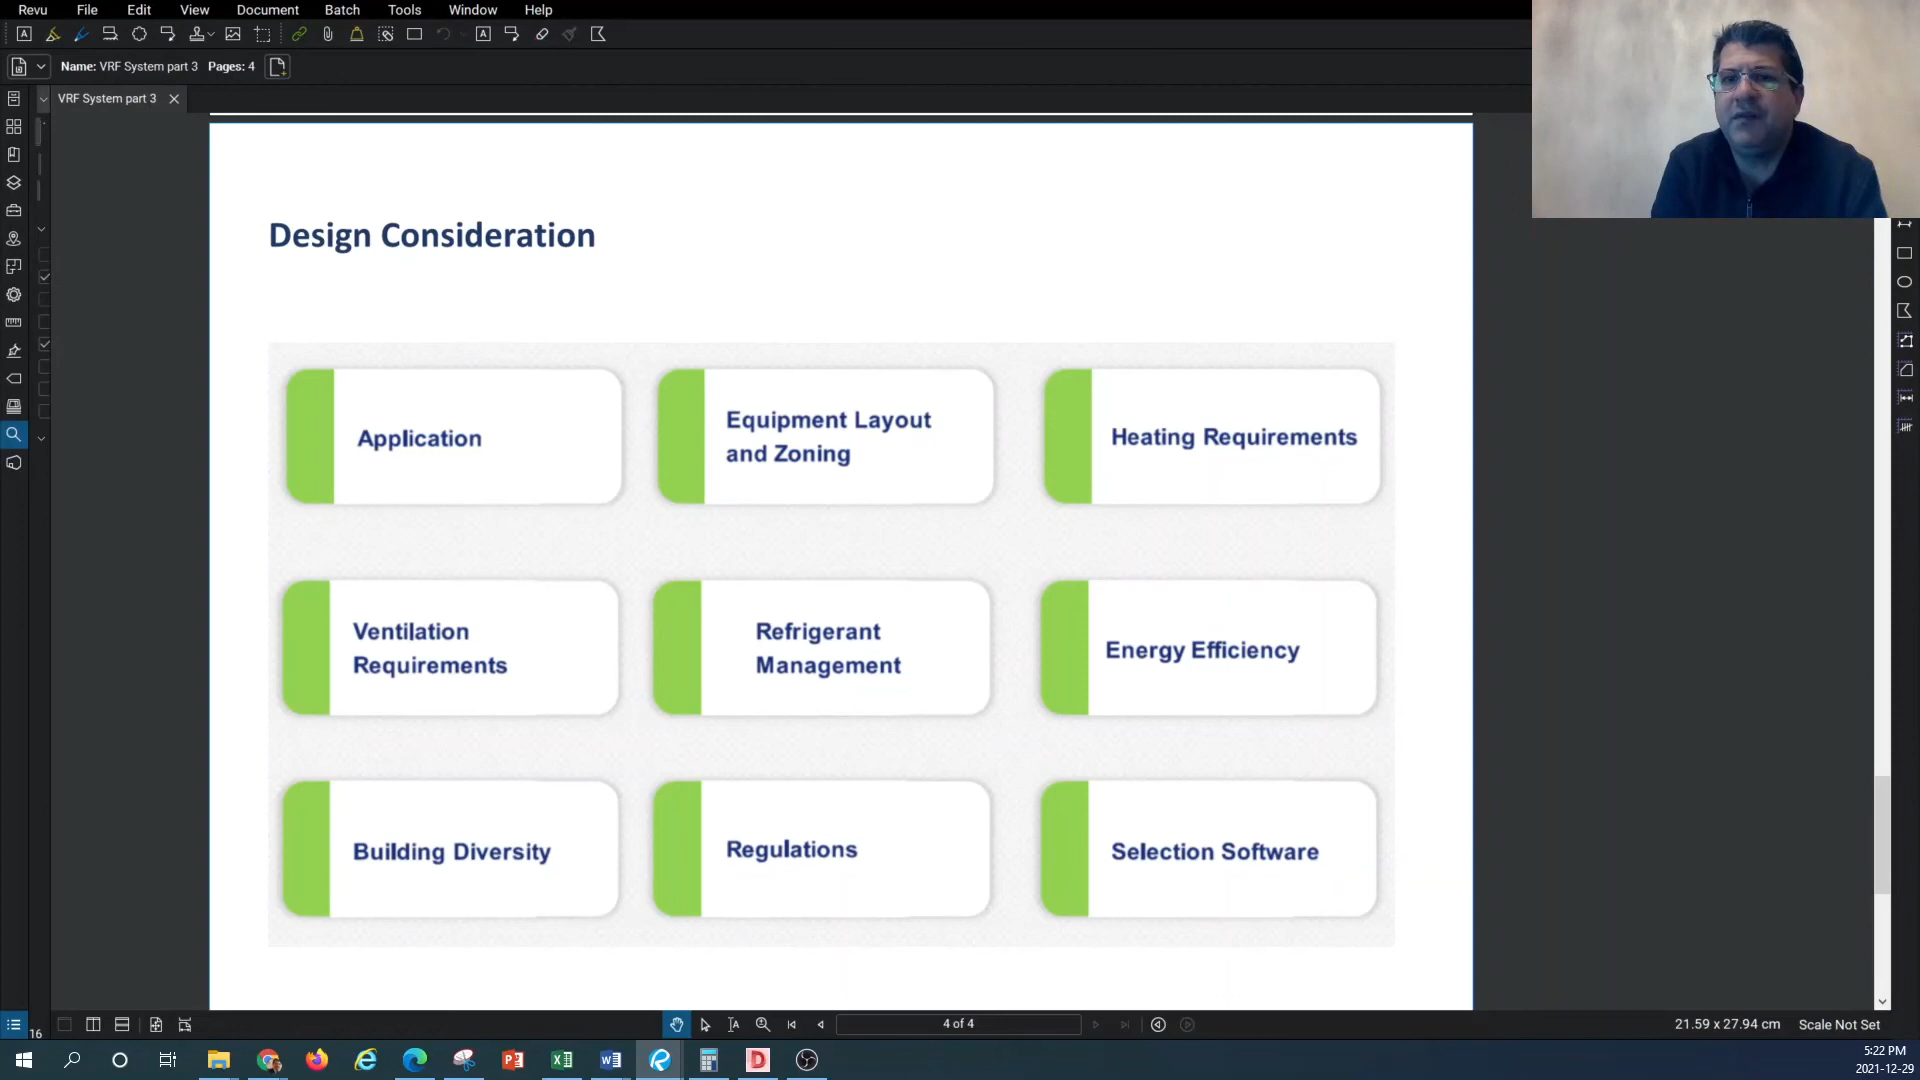 Revu File Edit View Document Batch Tools Window Help
Name: VRF System part 3 Pages: 4
VRF System part 3
Design Consideration
Application
Equipment Layout
and Zoning
Heating Requirements
Ventilation
Requirements
Refrigerant
Management
Energy Efficiency
Building Diversity
Regulations
Selection Software
16
4 of 4
21.59 x 27.94 cm Scale Not Set
5:22 PM
2021-12-29